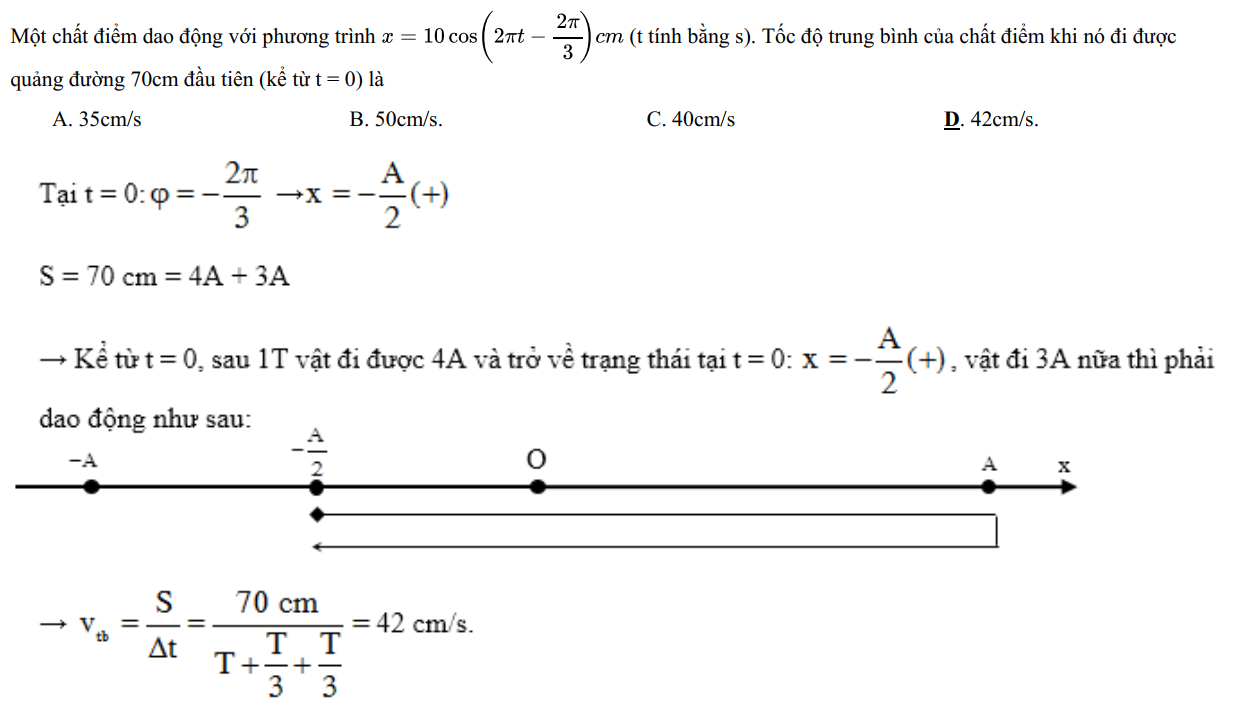 Một chất điểm dao động với phương trình x = 10 cos(2πt − 2π/3) cm (t tính bằng s). Tốc độ trung bình của chất điểm khi nó đi được
quảng đường 70cm đầu tiên (kể từ t = 0) là
A. 35cm/s B. 50cm/s. C. 40cm/s D. 42cm/s.
Tại t = 0: φ = −2π/3 → x = −A/2 (+)
S = 70 cm = 4A + 3A
→ Kể từ t = 0, sau 1T vật đi được 4A và trở về trạng thái tại t = 0: x = −A/2 (+), vật đi 3A nữa thì phải
dao động như sau:
−A −A/2 O A x
→ v_tb = S/Δt = 70 cm/(T + T/3 + T/3) = 42 cm/s.